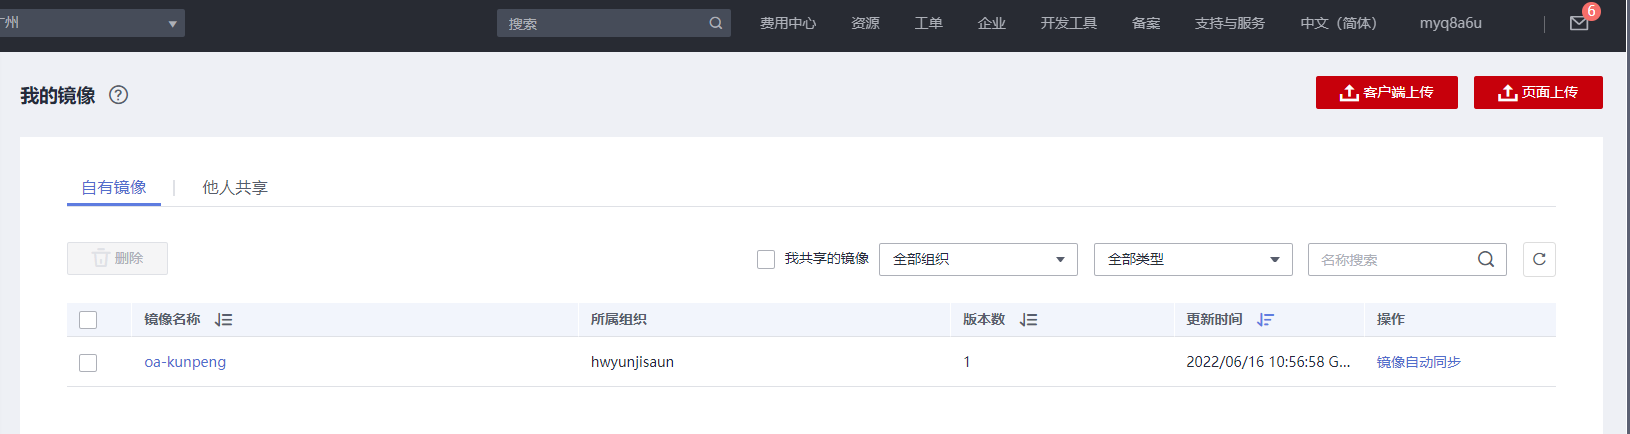 广州 搜索 费用中心 资源 工单 企业 开发工具 备案 支持与服务 中文（简体） myq8a6u 6
我的镜像 ? 客户端上传 页面上传
自有镜像 | 他人共享
删除 我共享的镜像 全部组织 全部类型 名称搜索
镜像名称 所属组织 版本数 更新时间 操作
oa-kunpeng hwyunjisaun 1 2022/06/16 10:56:58 G... 镜像自动同步